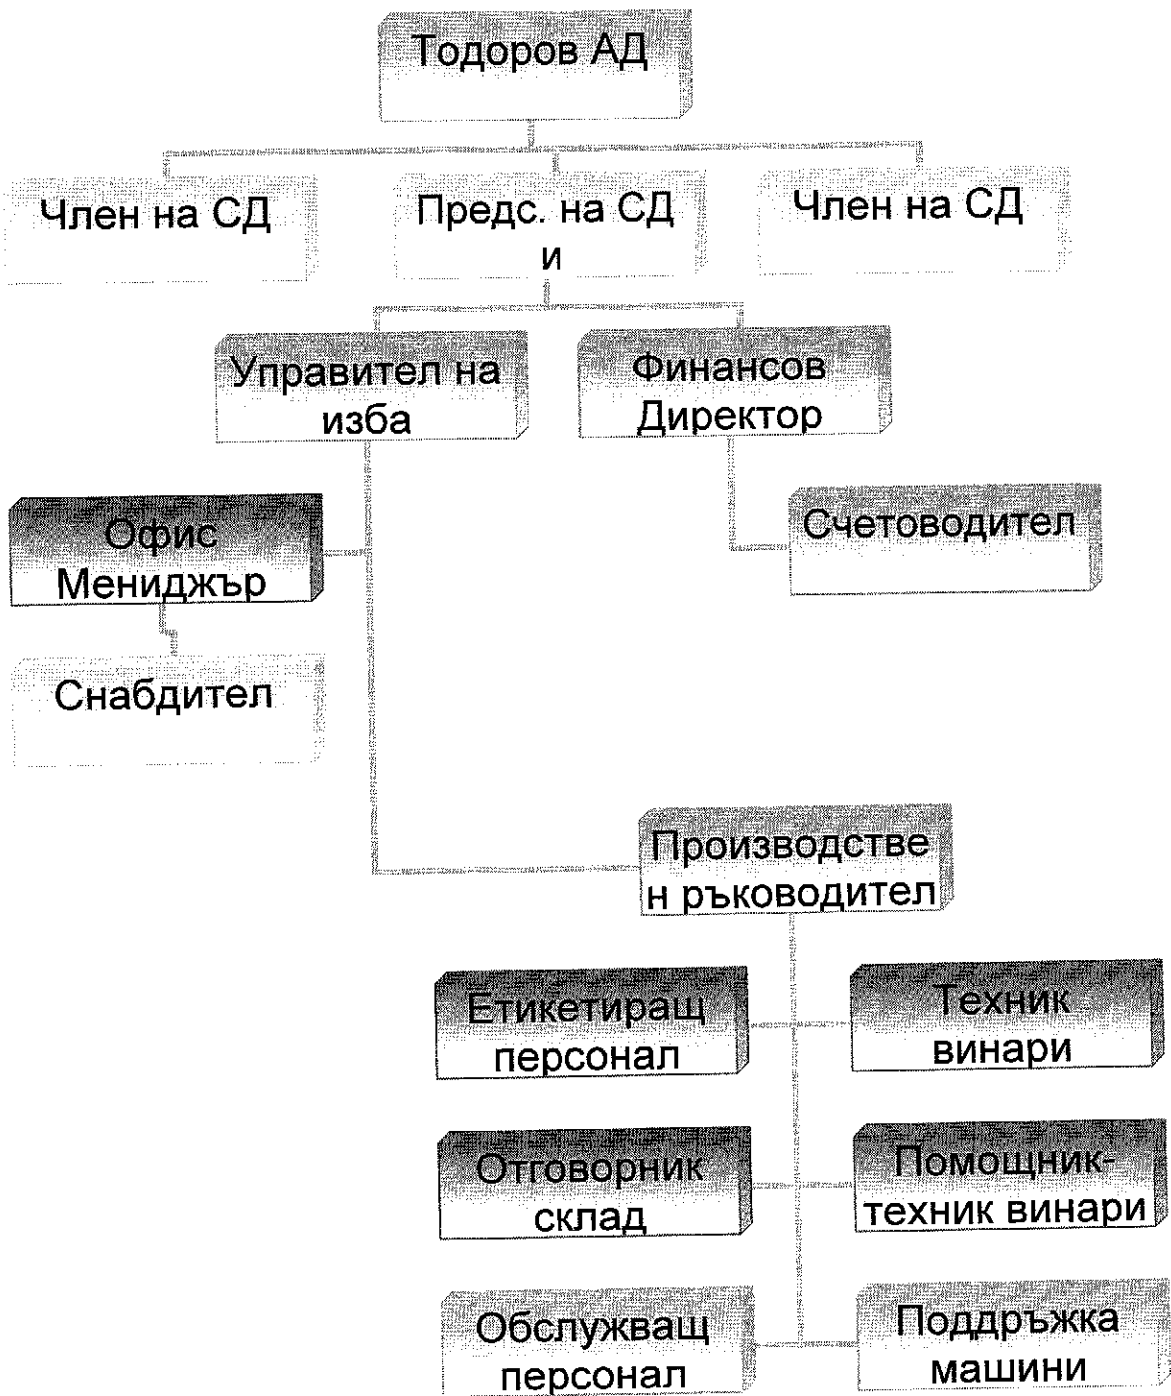 Тодоров АД
Член на СД
Предс. на СД
и
Член на СД
Управител на
изба
Финансов
Директор
Офис
Мениджър
Счетоводител
Снабдител
Производстве
н ръководител
Етикетиращ
персонал
Техник
винари
Отговорник
склад
Помощник-
техник винари
Обслужващ
персонал
Поддръжка
машини